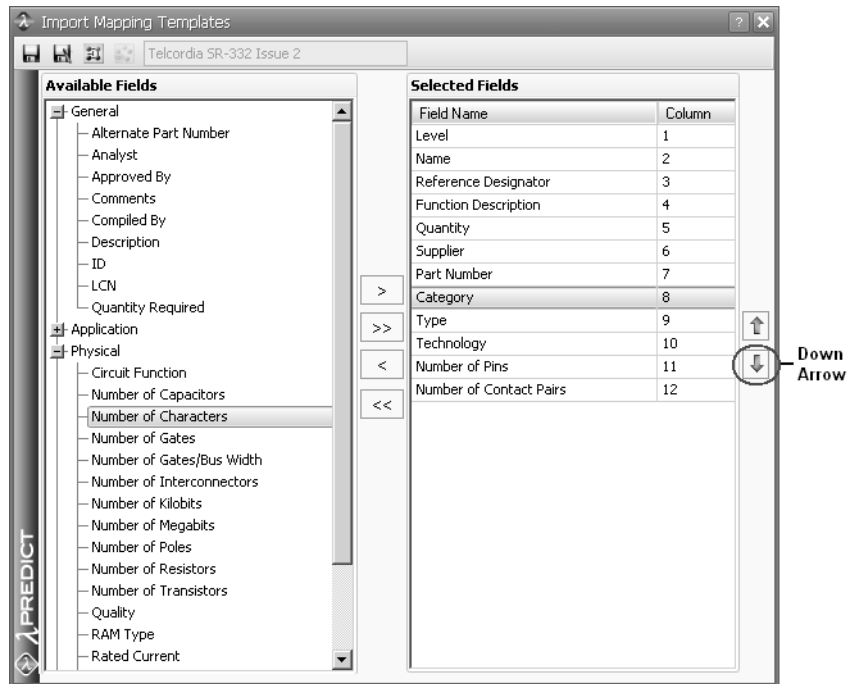 Import Mapping Templates
Telcordia SR-332 Issue 2
Available Fields
General
Alternate Part Number
Analyst
Approved By
Comments
Compiled By
Description
ID
LCN
Quantity Required
Application
Physical
Circuit Function
Number of Capacitors
Number of Characters
Number of Gates
Number of Gates/Bus Width
Number of Interconnectors
Number of Kilobits
Number of Megabits
Number of Poles
Number of Resistors
Number of Transistors
Quality
RAM Type
Rated Current
>
>>
<
<<
Selected Fields
Field Name Column
Level 1
Name 2
Reference Designator 3
Function Description 4
Quantity 5
Supplier 6
Part Number 7
Category 8
Type 9
Technology 10
Number of Pins 11
Number of Contact Pairs 12
Down
Arrow
λ PREDICT